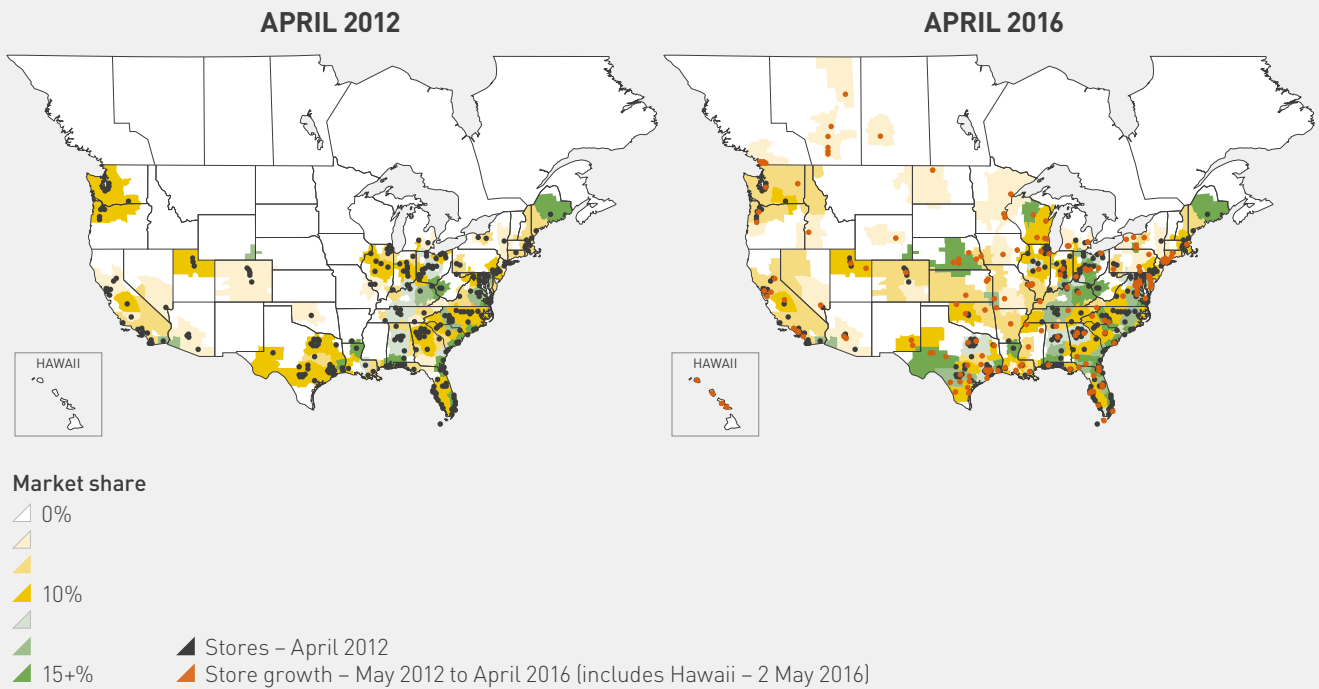 APRIL 2012
APRIL 2016
HAWAII
HAWAII
Market share
0%
10%
15+%
Stores – April 2012
Store growth – May 2012 to April 2016 (includes Hawaii – 2 May 2016)